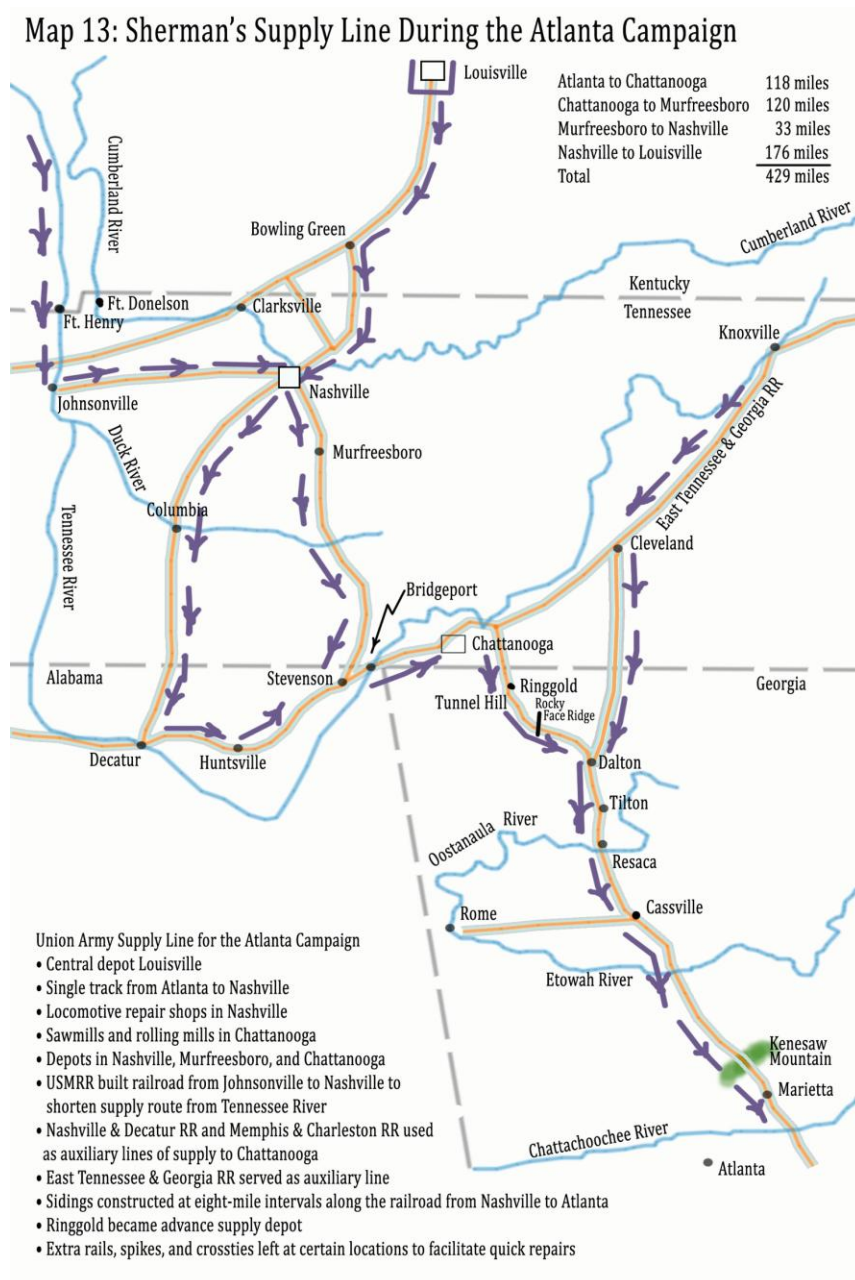 Map 13: Sherman's Supply Line During the Atlanta Campaign
Louisville
Atlanta to Chattanooga 118 miles
Chattanooga to Murfreesboro 120 miles
Murfreesboro to Nashville 33 miles
Nashville to Louisville 176 miles
Total 429 miles
Cumberland River
Cumberland River
Bowling Green
Kentucky
Tennessee
Ft. Donelson
Clarksville
Ft. Henry
Knoxville
Nashville
Johnsonville
East Tennessee & Georgia RR
Duck River
Murfreesboro
Columbia
Tennessee River
Cleveland
Bridgeport
Chattanooga
Alabama
Stevenson
Georgia
Ringgold
Tunnel Hill
Rocky
Face Ridge
Decatur
Huntsville
Dalton
Tilton
Oostanaula River
Resaca
Rome
Cassville
Etowah River
Kenesaw
Mountain
Marietta
Chattachoochee River
Atlanta
Union Army Supply Line for the Atlanta Campaign
• Central depot Louisville
• Single track from Atlanta to Nashville
• Locomotive repair shops in Nashville
• Sawmills and rolling mills in Chattanooga
• Depots in Nashville, Murfreesboro, and Chattanooga
• USMRR built railroad from Johnsonville to Nashville to
shorten supply route from Tennessee River
• Nashville & Decatur RR and Memphis & Charleston RR used
as auxiliary lines of supply to Chattanooga
• East Tennessee & Georgia RR served as auxiliary line
• Sidings constructed at eight-mile intervals along the railroad from Nashville to Atlanta
• Ringgold became advance supply depot
• Extra rails, spikes, and crossties left at certain locations to facilitate quick repairs